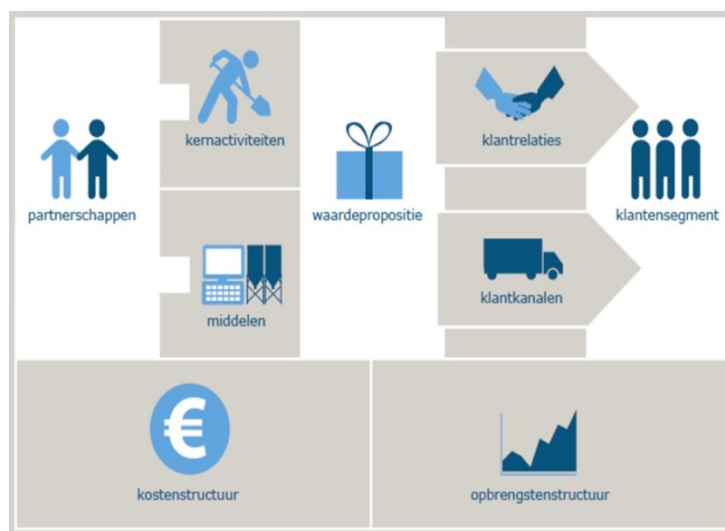 kernactiviteiten
klantrelaties
partnerschappen
waardepropositie
klantensegment
middelen
klantkanalen
kostenstructuur
opbrengstenstructuur